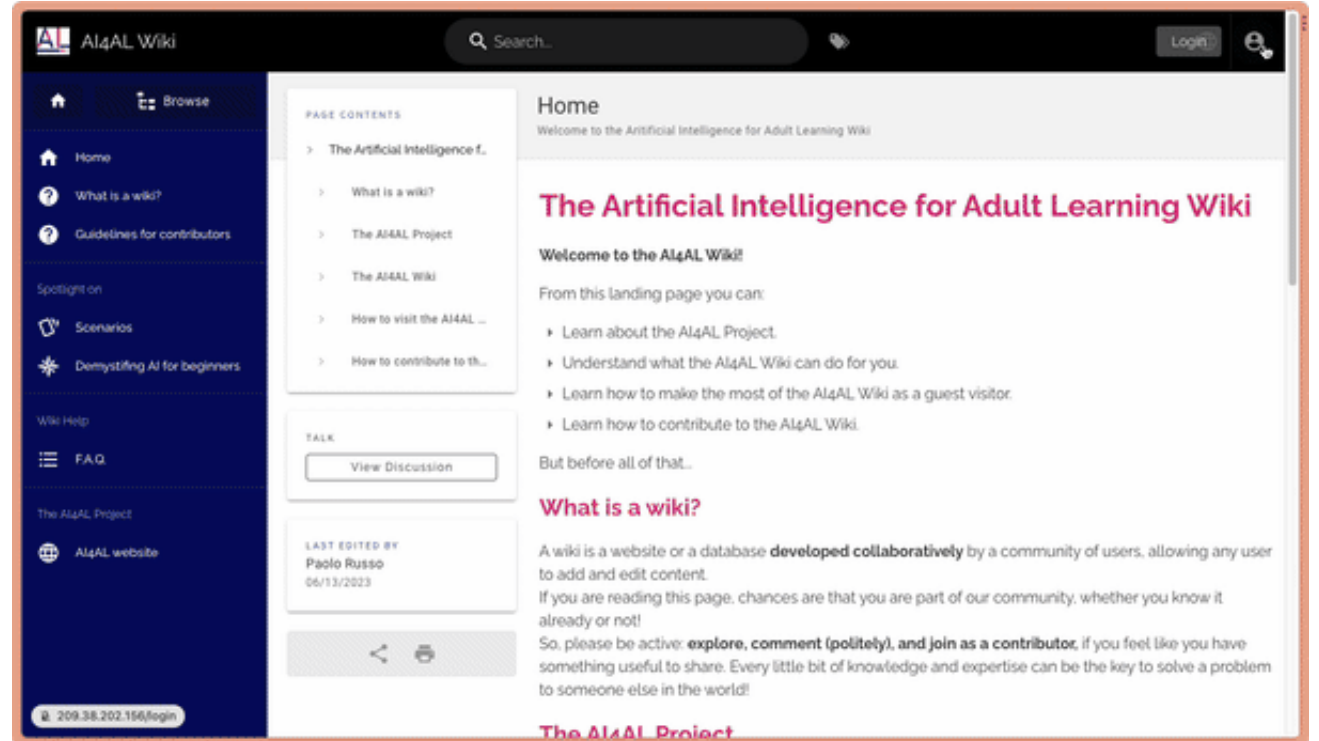 AL AI4AL Wiki
Search...
Login
Browse
Home
What is a wiki?
Guidelines for contributors
Spotlight on
Scenarios
Demystifing AI for beginners
Wiki Help
F.A.Q.
The AI4AL Project
AI4AL website
209.38.202.156/login
PAGE CONTENTS
The Artificial Intelligence f...
What is a wiki?
The AI4AL Project
The AI4AL Wiki
How to visit the AI4AL ...
How to contribute to th...
TALK
View Discussion
LAST EDITED BY
Paolo Russo
06/13/2023
Home
Welcome to the Aritificial Intelligence for Adult Learning Wiki
The Artificial Intelligence for Adult Learning Wiki
Welcome to the AI4AL Wiki!
From this landing page you can:
Learn about the AI4AL Project.
Understand what the AI4AL Wiki can do for you.
Learn how to make the most of the AI4AL Wiki as a guest visitor.
Learn how to contribute to the AI4AL Wiki.
But before all of that...
What is a wiki?
A wiki is a website or a database developed collaboratively by a community of users, allowing any user
to add and edit content.
If you are reading this page, chances are that you are part of our community, whether you know it
already or not!
So, please be active: explore, comment (politely), and join as a contributor, if you feel like you have
something useful to share. Every little bit of knowledge and expertise can be the key to solve a problem
to someone else in the world!
The AI4AL Project